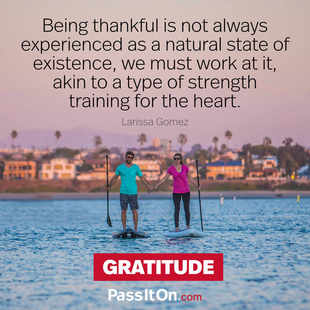 Being thankful is not always
experienced as a natural state of
existence, we must work at it,
akin to a type of strength
training for the heart.
Larissa Gomez
GRATITUDE
PassItOn.com